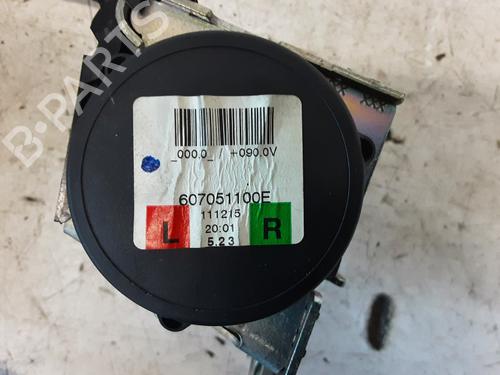 B-PARTS
_000.0_ / +090.0V
607051100E
111215
L
20:01
R
5.23